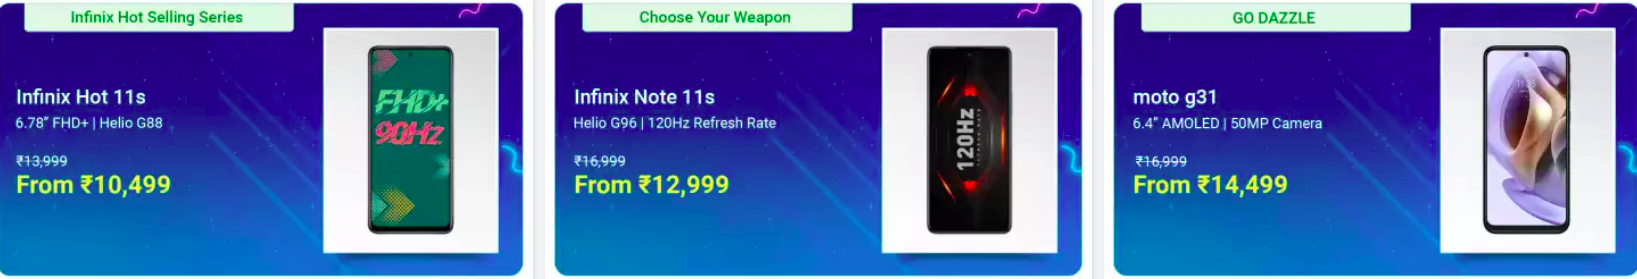 Infinix Hot Selling Series
Infinix Hot 11s
6.78” FHD+ | Helio G88
₹13,999
From ₹10,499
FHD+
90Hz
Choose Your Weapon
Infinix Note 11s
Helio G96 | 120Hz Refresh Rate
₹16,999
From ₹12,999
120Hz
GO DAZZLE
moto g31
6.4” AMOLED | 50MP Camera
₹16,999
From ₹14,499